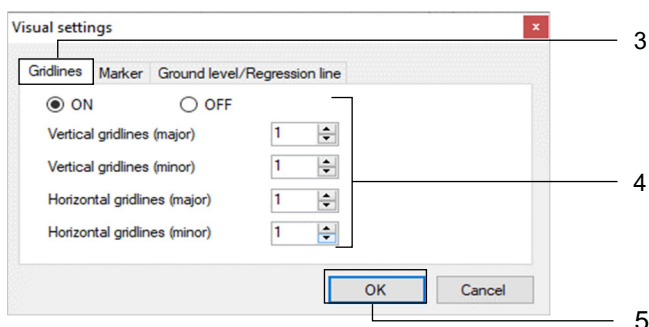 Visual settings x
3
Gridlines Marker Ground level/Regression line
ON OFF
Vertical gridlines (major) 1
Vertical gridlines (minor) 1
4
Horizontal gridlines (major) 1
Horizontal gridlines (minor) 1
OK Cancel
5